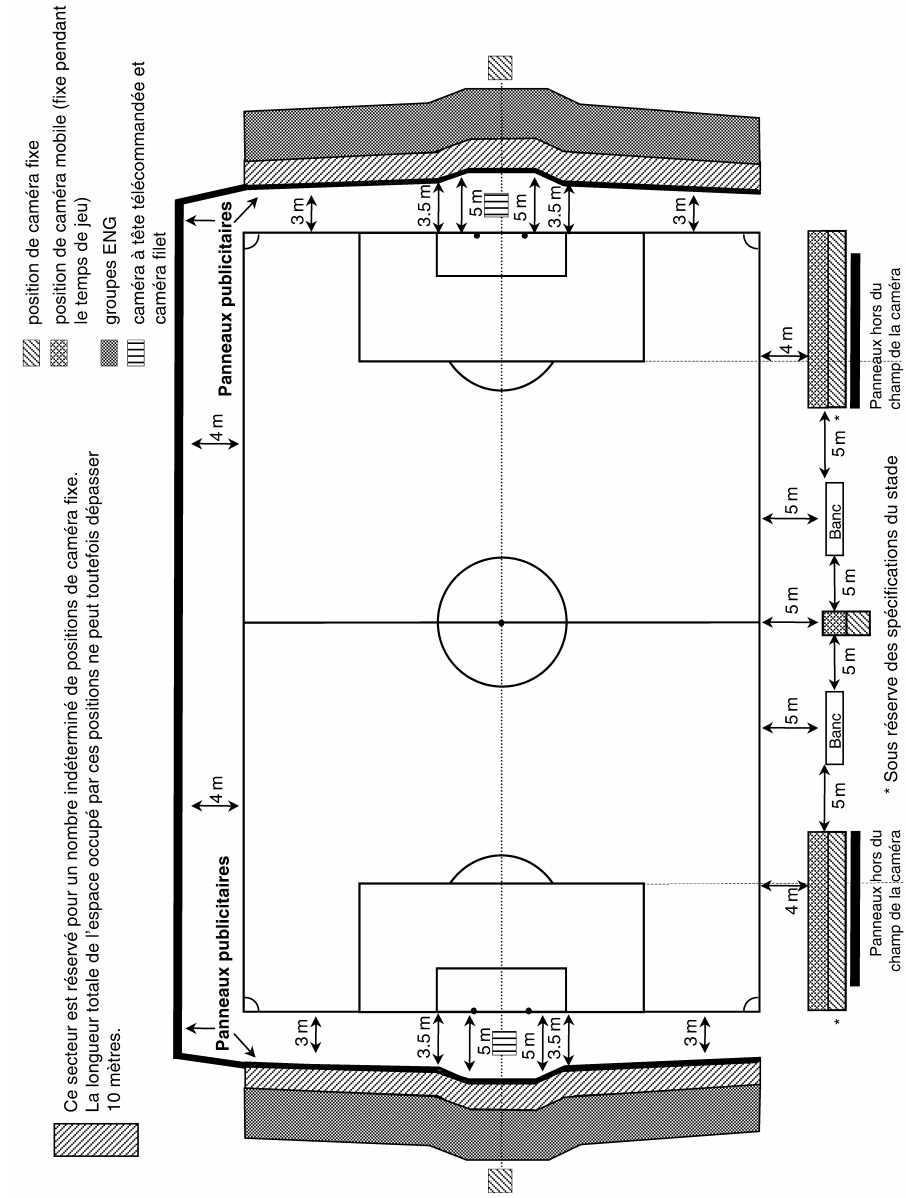 Ce secteur est réservé pour un nombre indéterminé de positions de caméra fixe.
La longueur totale de l'espace occupé par ces positions ne peut toutefois dépasser
10 mètres.
position de caméra fixe
position de caméra mobile (fixe pendant
le temps de jeu)
groupes ENG
caméra à tête télécommandée et
caméra filet
Panneaux publicitaires
Panneaux publicitaires
4 m
4 m
3 m
3.5 m
5 m
5 m
3.5 m
3 m
3 m
3.5 m
5 m
5 m
3.5 m
3 m
4 m
5 m
5 m
5 m
4 m
*
5 m
Banc
5 m
5 m
Banc
5 m
*
Panneaux hors du
champ de la caméra
* Sous réserve des spécifications du stade
Panneaux hors du
champ de la caméra